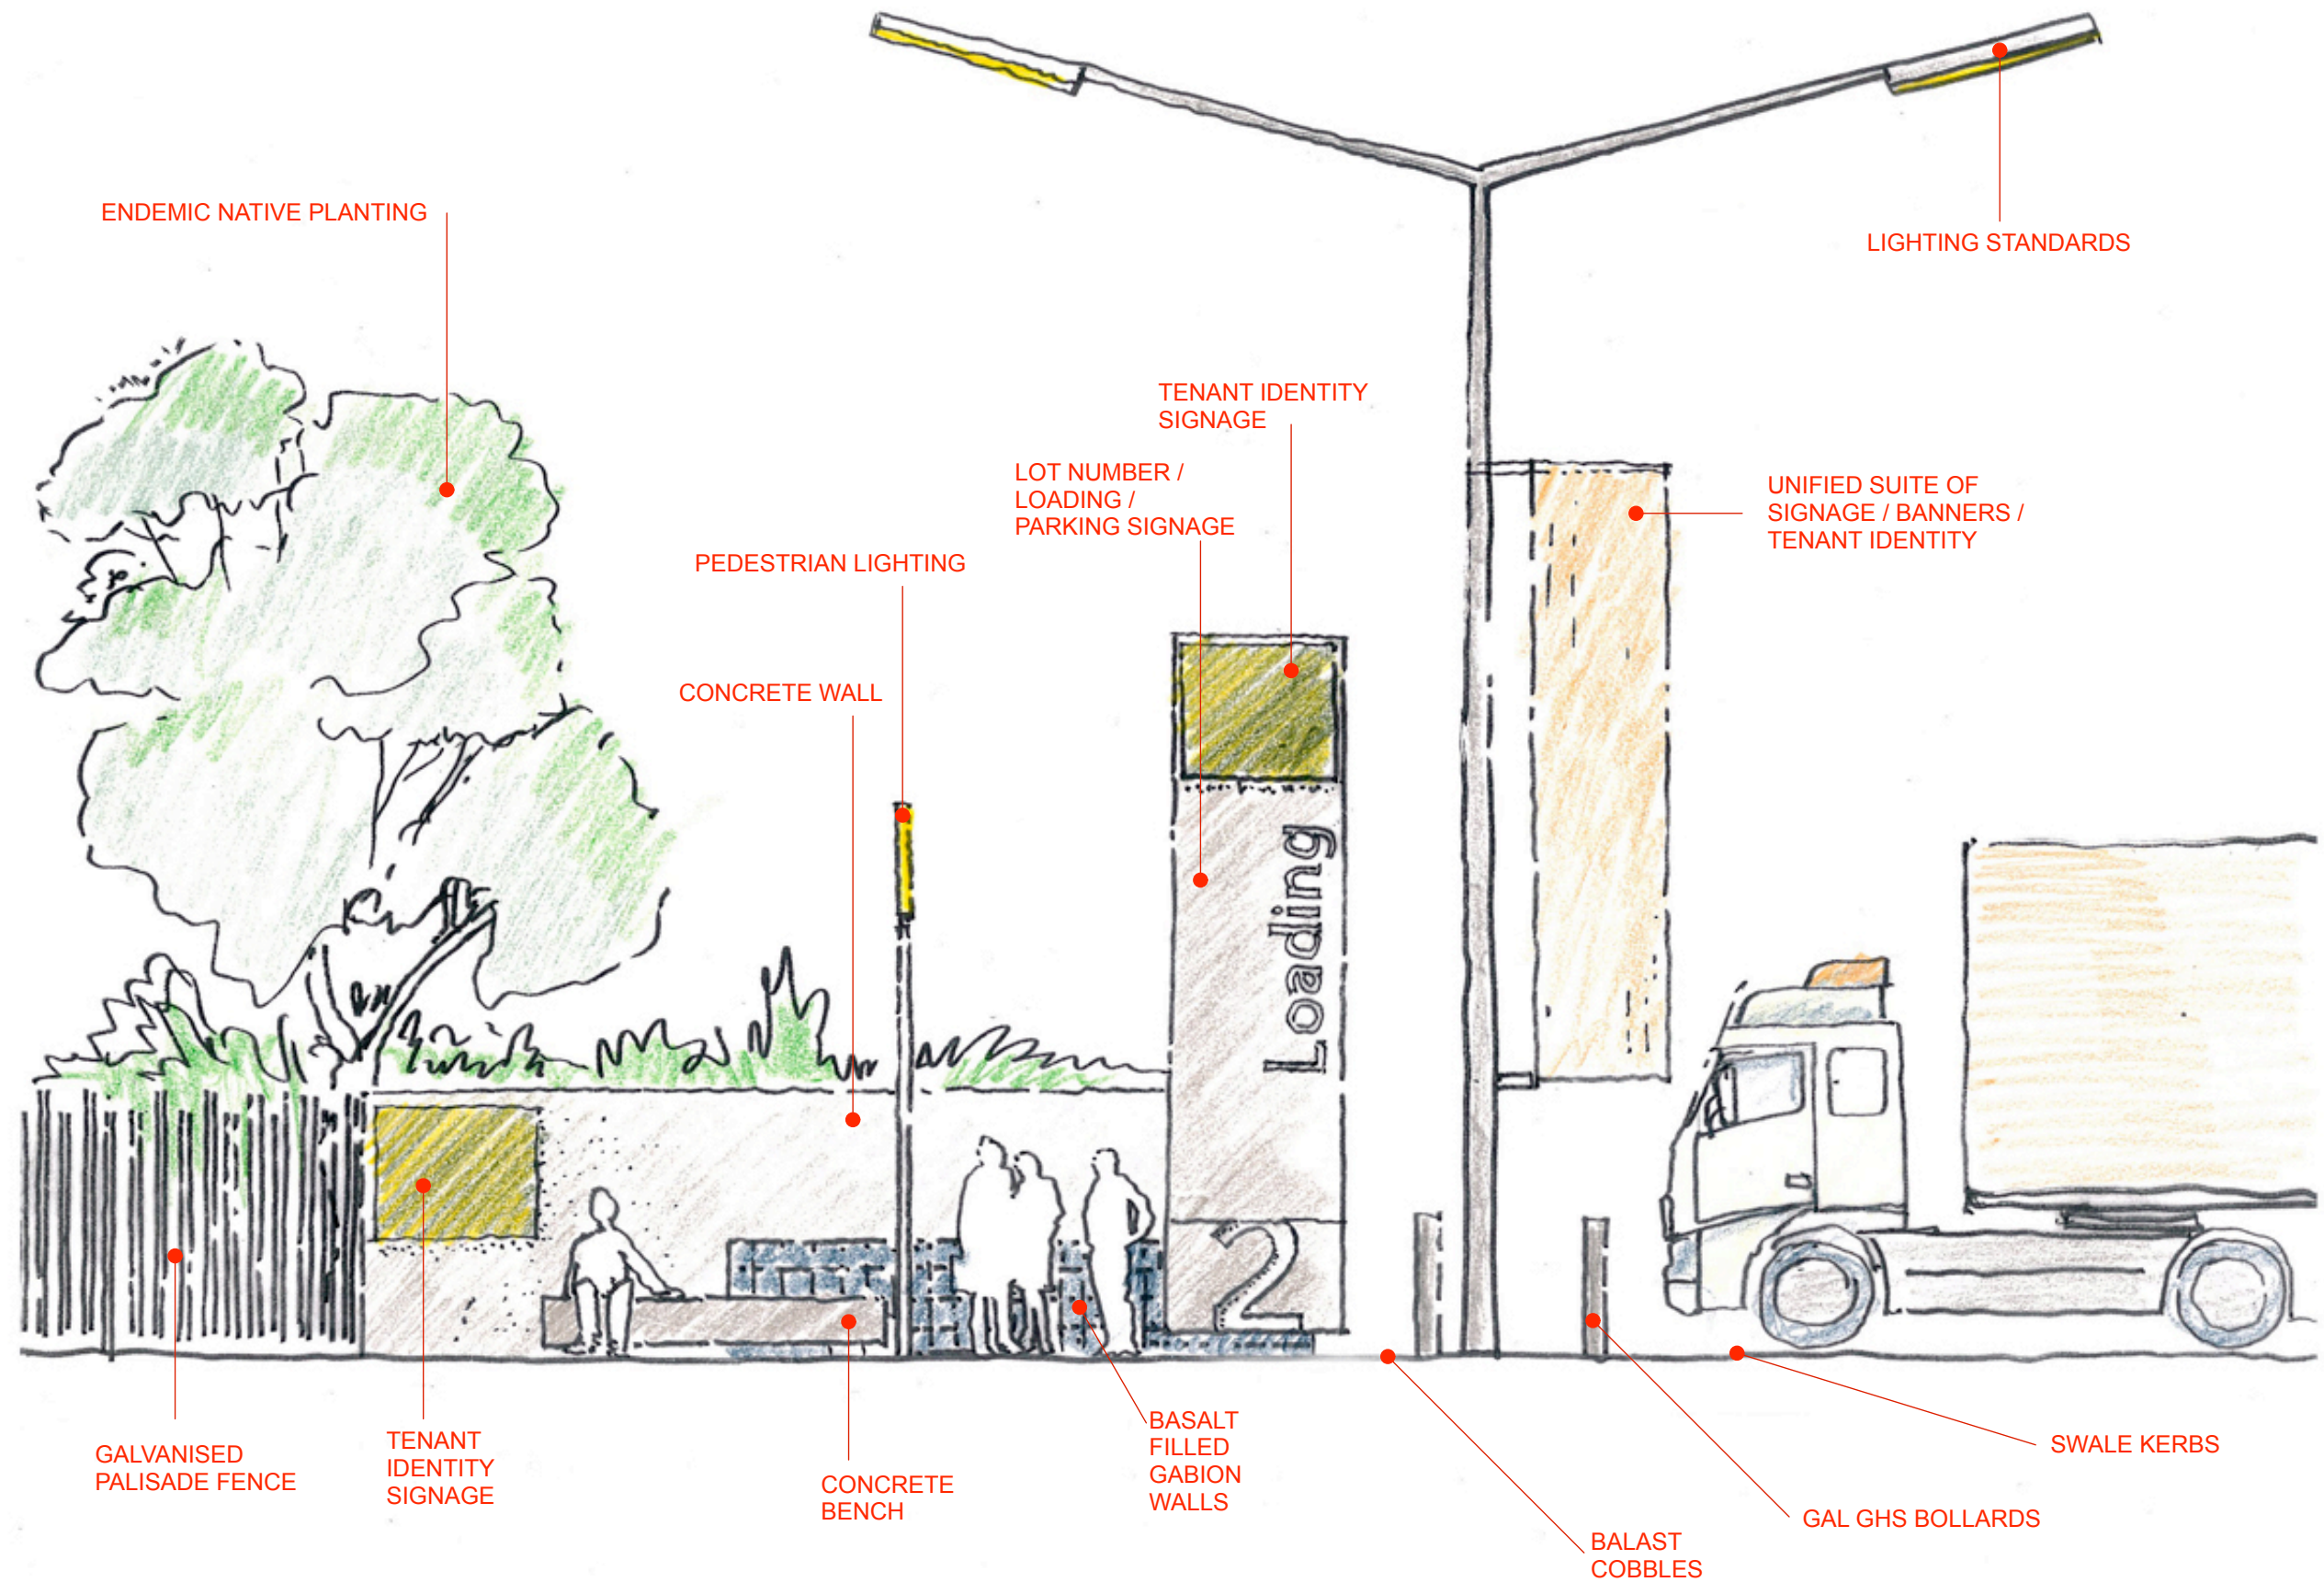 ENDEMIC NATIVE PLANTING
LIGHTING STANDARDS
TENANT IDENTITY
SIGNAGE
LOT NUMBER /
LOADING /
PARKING SIGNAGE
UNIFIED SUITE OF
SIGNAGE / BANNERS /
TENANT IDENTITY
PEDESTRIAN LIGHTING
CONCRETE WALL
Loading
2
GALVANISED
PALISADE FENCE
TENANT
IDENTITY
SIGNAGE
CONCRETE
BENCH
BASALT
FILLED
GABION
WALLS
BALAST
COBBLES
GAL GHS BOLLARDS
SWALE KERBS